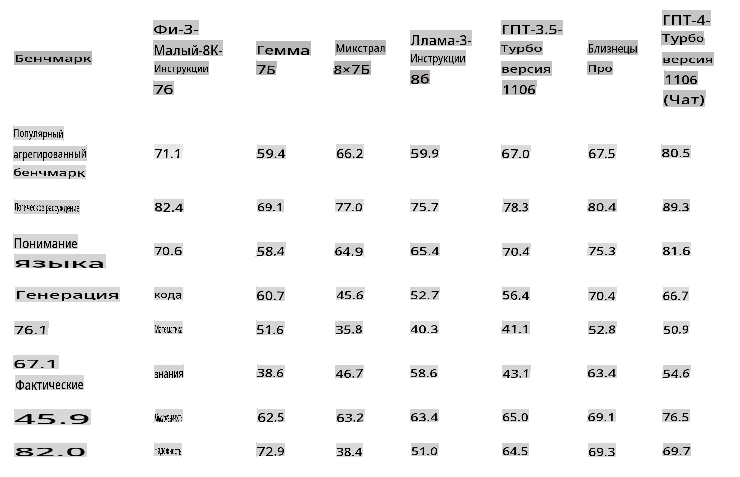 Бенчмарк
Фи-3-
Малый-8К-
Инструкции
7б
Гемма
7Б
Микстрал
8×7Б
Ллама-3-
Инструкции
8б
ГПТ-3.5-
Турбо
версия
1106
Близнецы
Про
ГПТ-4-
Турбо
версия
1106
(Чат)
Популярный
агрегированный
бенчмарк
71.1 59.4 66.2 59.9 67.0 67.5 80.5
Логическое рассуждение 82.4 69.1 77.0 75.7 78.3 80.4 89.3
Понимание
языка
70.6 58.4 64.9 65.4 70.4 75.3 81.6
Генерация кода 60.7 45.6 52.7 56.4 70.4 66.7
76.1 51.6 35.8 40.3 41.1 52.8 50.9
67.1
Фактические
знания 38.6 46.7 58.6 43.1 63.4 54.6
45.9 62.5 63.2 63.4 65.0 69.1 76.5
82.0 72.9 38.4 51.0 64.5 69.3 69.7